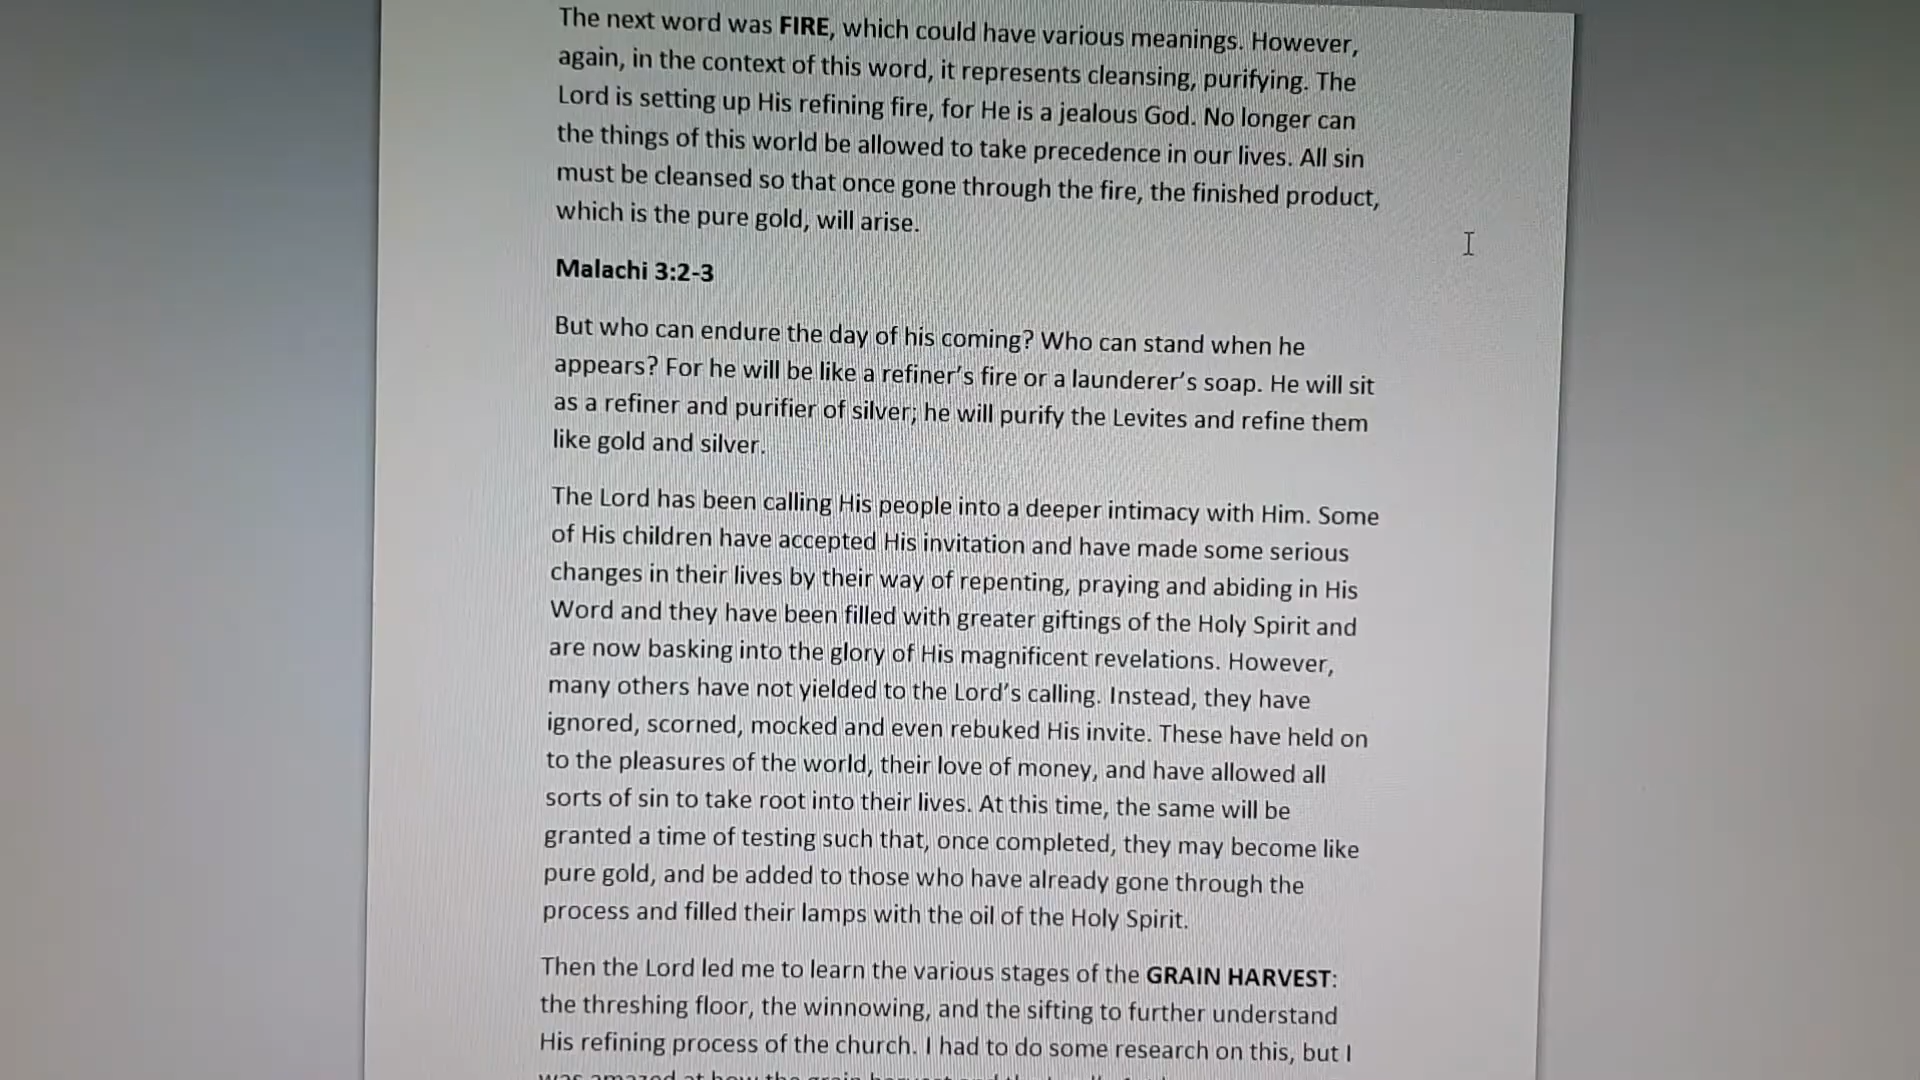 The next word was FIRE, which could have various meanings. However,
again, in the context of this word, it represents cleansing, purifying. The
Lord is setting up His refining fire, for He is a jealous God. No longer can
the things of this world be allowed to take precedence in our lives. All sin
must be cleansed so that once gone through the fire, the finished product,
which is the pure gold, will arise.
Malachi 3:2-3
But who can endure the day of his coming? Who can stand when he
appears? For he will be like a refiner’s fire or a launderer’s soap. He will sit
as a refiner and purifier of silver; he will purify the Levites and refine them
like gold and silver.
The Lord has been calling His people into a deeper intimacy with Him. Some
of His children have accepted His invitation and have made some serious
changes in their lives by their way of repenting, praying and abiding in His
Word and they have been filled with greater giftings of the Holy Spirit and
are now basking into the glory of His magnificent revelations. However,
many others have not yielded to the Lord’s calling. Instead, they have
ignored, scorned, mocked and even rebuked His invite. These have held on
to the pleasures of the world, their love of money, and have allowed all
sorts of sin to take root into their lives. At this time, the same will be
granted a time of testing such that, once completed, they may become like
pure gold, and be added to those who have already gone through the
process and filled their lamps with the oil of the Holy Spirit.
Then the Lord led me to learn the various stages of the GRAIN HARVEST:
the threshing floor, the winnowing, and the sifting to further understand
His refining process of the church. I had to do some research on this, but I
was amazed at how the grain